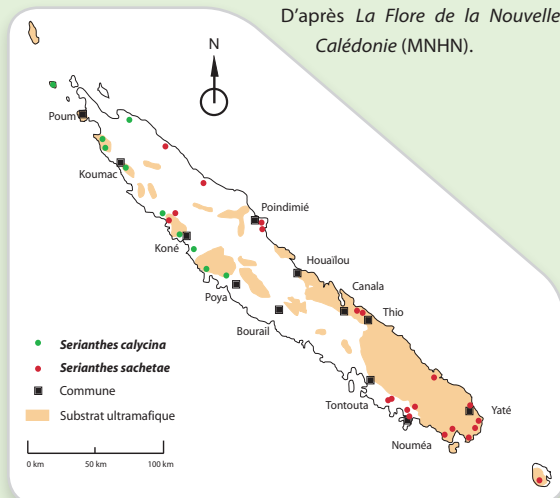 D'après La Flore de la Nouvelle
Calédonie (MNHN).
N
Poum
Koumac
Poindimié
Koné
Houaïlou
Canala
Poya
Thio
Bourail
Serianthes calycina
Serianthes sachetae
Commune
Substrat ultramafique
Tontouta
Yaté
Nouméa
0 km
50 km
100 km